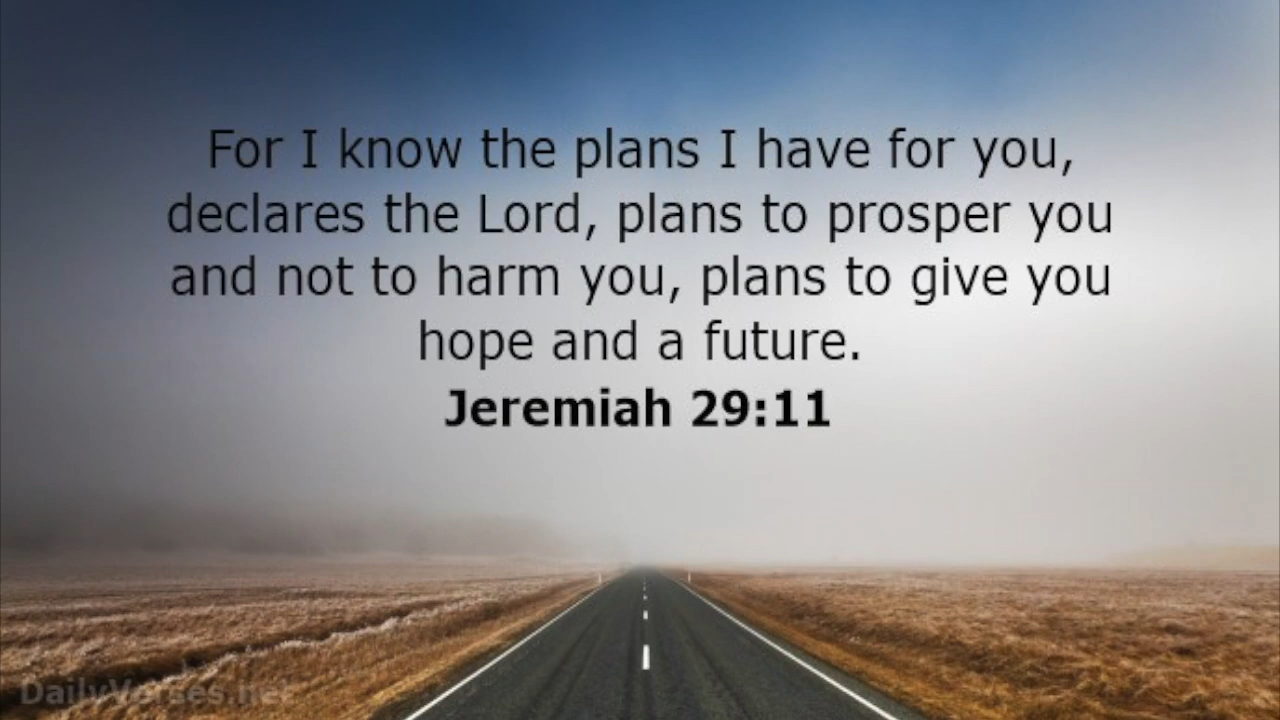 For I know the plans I have for you,
declares the Lord, plans to prosper you
and not to harm you, plans to give you
hope and a future.
Jeremiah 29:11
DailyVerses.net